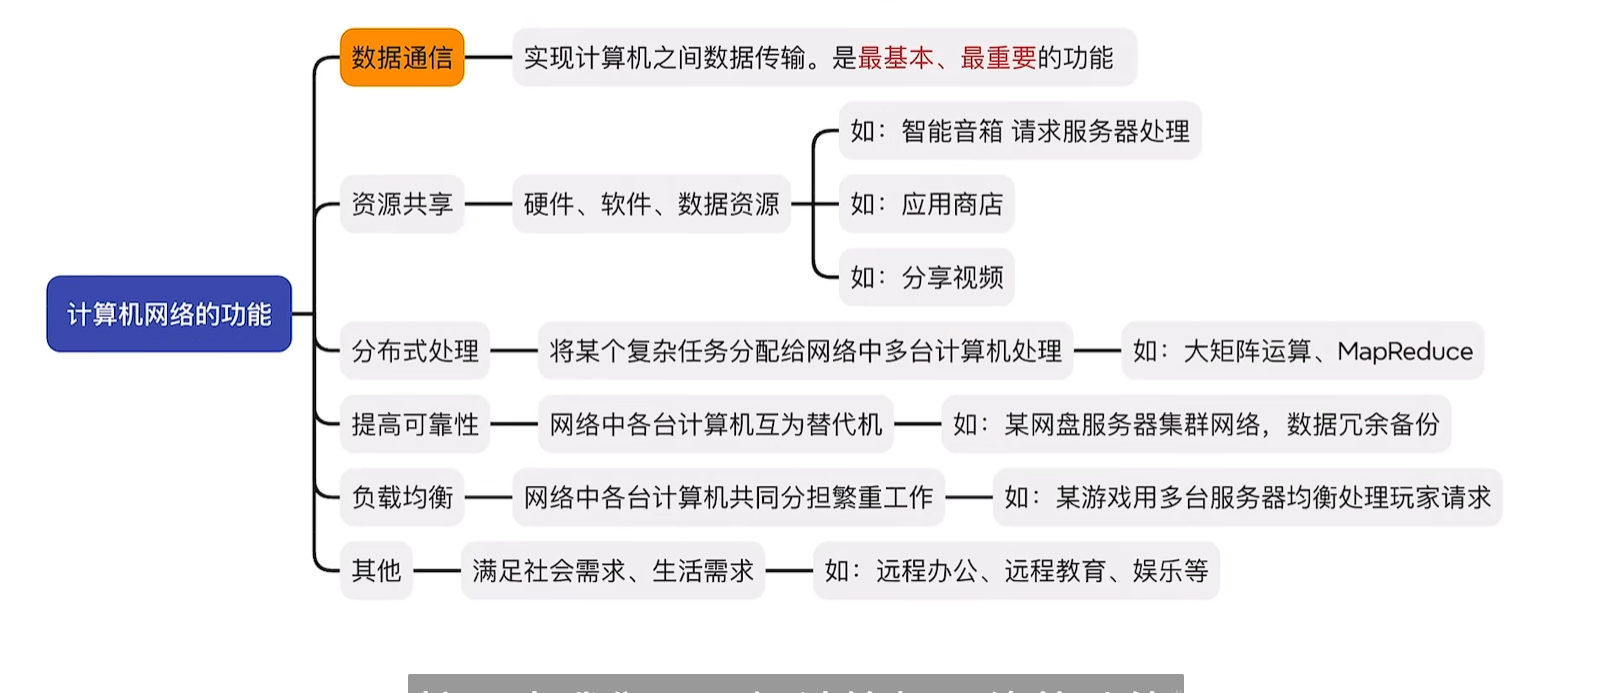 数据通信
实现计算机之间数据传输。是最基本、最重要的功能
如：智能音箱 请求服务器处理
资源共享
硬件、软件、数据资源
如：应用商店
如：分享视频
计算机网络的功能
分布式处理
将某个复杂任务分配给网络中多台计算机处理
如：大矩阵运算、MapReduce
提高可靠性
网络中各台计算机互为替代机
如：某网盘服务器集群网络，数据冗余备份
负载均衡
网络中各台计算机共同分担繁重工作
如：某游戏用多台服务器均衡处理玩家请求
其他
满足社会需求、生活需求
如：远程办公、远程教育、娱乐等